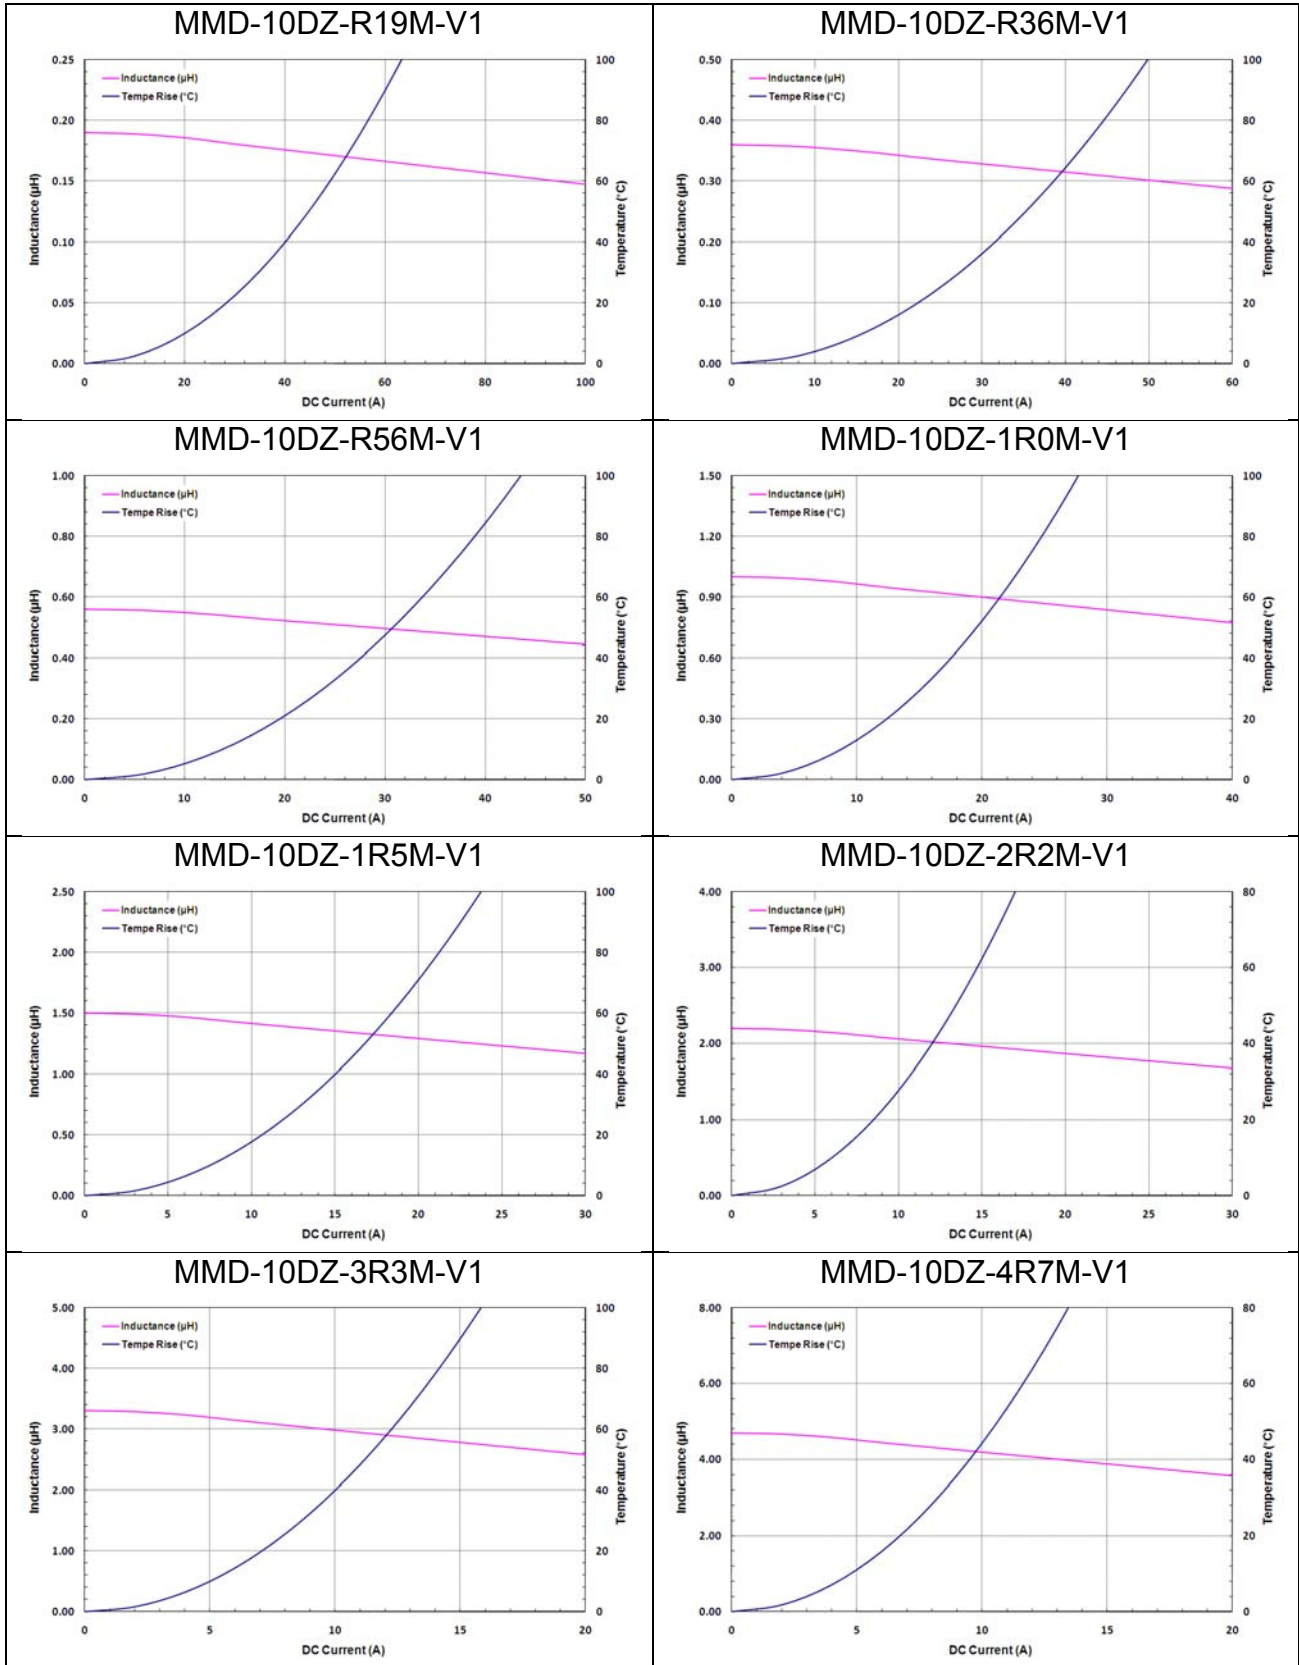 MMD-10DZ-R19M-V1
Inductance (µH)
Tempe Rise (°C)
0.25
0.20
0.15
0.10
0.05
0.00
100
80
60
40
20
0
0 20 40 60 80 100
Inductance (µH)
Temperature (°C)
DC Current (A)
MMD-10DZ-R36M-V1
Inductance (µH)
Tempe Rise (°C)
0.50
0.40
0.30
0.20
0.10
0.00
100
80
60
40
20
0
0 10 20 30 40 50 60
Inductance (µH)
Temperature (°C)
DC Current (A)
MMD-10DZ-R56M-V1
Inductance (µH)
Tempe Rise (°C)
1.00
0.80
0.60
0.40
0.20
0.00
100
80
60
40
20
0
0 10 20 30 40 50
Inductance (µH)
Temperature (°C)
DC Current (A)
MMD-10DZ-1R0M-V1
Inductance (µH)
Tempe Rise (°C)
1.50
1.20
0.90
0.60
0.30
0.00
100
80
60
40
20
0
0 10 20 30 40
Inductance (µH)
Temperature (°C)
DC Current (A)
MMD-10DZ-1R5M-V1
Inductance (µH)
Tempe Rise (°C)
2.50
2.00
1.50
1.00
0.50
0.00
100
80
60
40
20
0
0 5 10 15 20 25 30
Inductance (µH)
Temperature (°C)
DC Current (A)
MMD-10DZ-2R2M-V1
Inductance (µH)
Tempe Rise (°C)
4.00
3.00
2.00
1.00
0.00
80
60
40
20
0
0 5 10 15 20 25 30
Inductance (µH)
Temperature (°C)
DC Current (A)
MMD-10DZ-3R3M-V1
Inductance (µH)
Tempe Rise (°C)
5.00
4.00
3.00
2.00
1.00
0.00
100
80
60
40
20
0
0 5 10 15 20
Inductance (µH)
Temperature (°C)
DC Current (A)
MMD-10DZ-4R7M-V1
Inductance (µH)
Tempe Rise (°C)
8.00
6.00
4.00
2.00
0.00
80
60
40
20
0
0 5 10 15 20
Inductance (µH)
Temperature (°C)
DC Current (A)